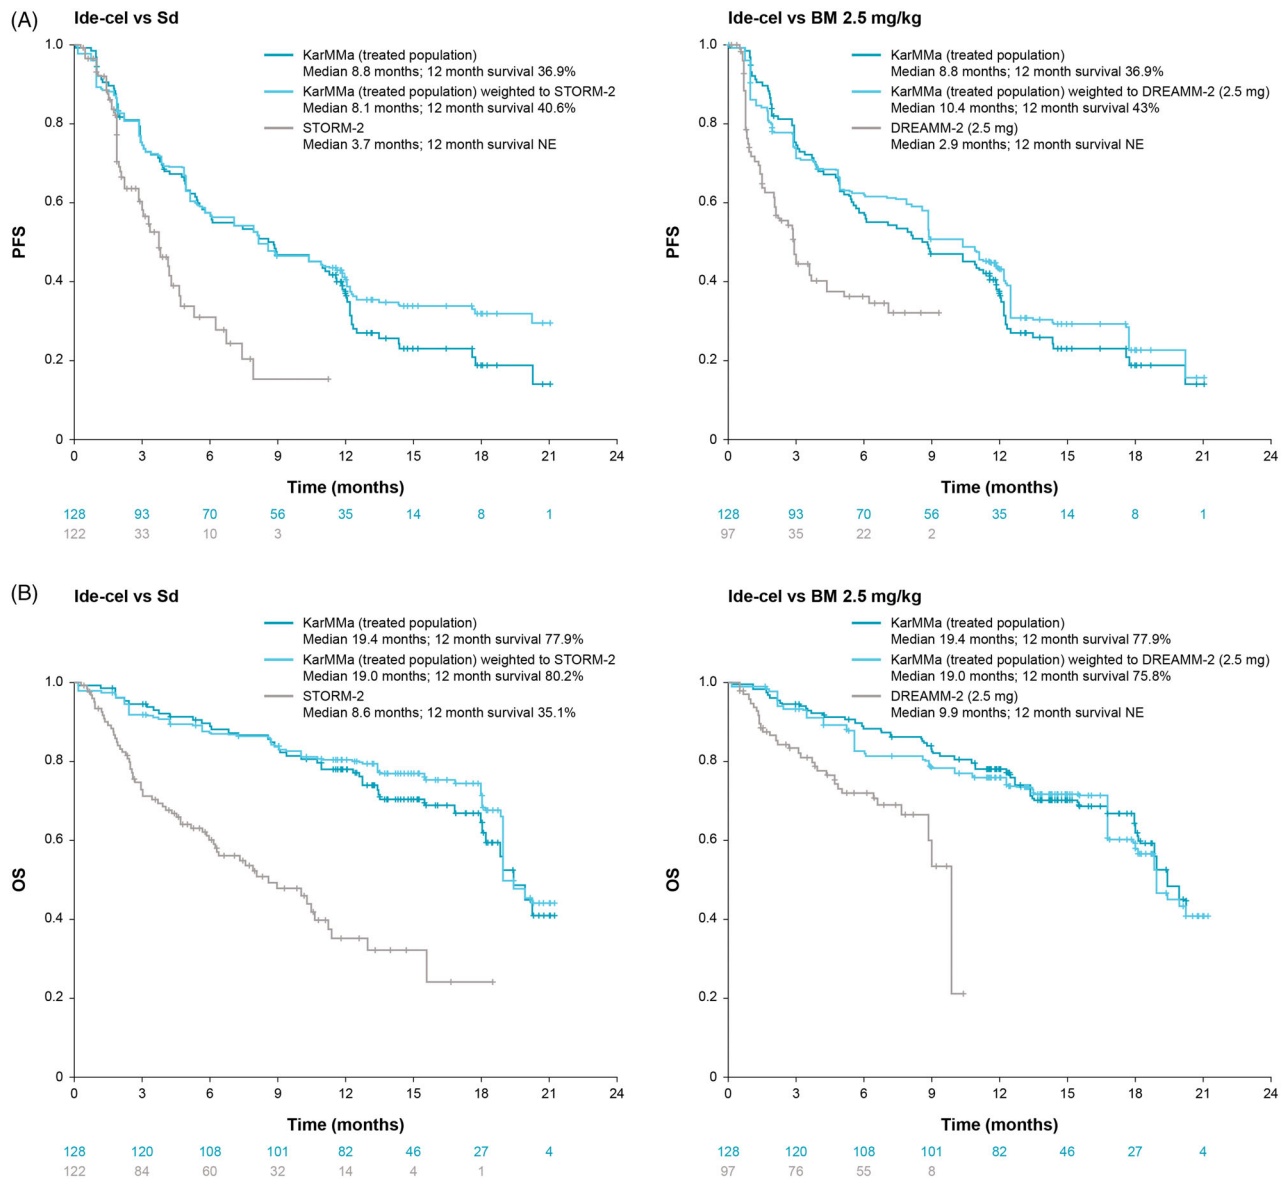 (A)
Ide-cel vs Sd
KarMMa (treated population)
Median 8.8 months; 12 month survival 36.9%
KarMMa (treated population) weighted to STORM-2
Median 8.1 months; 12 month survival 40.6%
STORM-2
Median 3.7 months; 12 month survival NE
PFS
1.0
0.8
0.6
0.4
0.2
0
0 3 6 9 12 15 18 21 24
Time (months)
128 93 70 56 35 14 8 1
122 33 10 3
Ide-cel vs BM 2.5 mg/kg
KarMMa (treated population)
Median 8.8 months; 12 month survival 36.9%
KarMMa (treated population) weighted to DREAMM-2 (2.5 mg)
Median 10.4 months; 12 month survival 43%
DREAMM-2 (2.5 mg)
Median 2.9 months; 12 month survival NE
PFS
1.0
0.8
0.6
0.4
0.2
0
0 3 6 9 12 15 18 21 24
Time (months)
128 93 70 56 35 14 8 1
97 35 22 2
(B)
Ide-cel vs Sd
KarMMa (treated population)
Median 19.4 months; 12 month survival 77.9%
KarMMa (treated population) weighted to STORM-2
Median 19.0 months; 12 month survival 80.2%
STORM-2
Median 8.6 months; 12 month survival 35.1%
OS
1.0
0.8
0.6
0.4
0.2
0
0 3 6 9 12 15 18 21 24
Time (months)
128 120 108 101 82 46 27 4
122 84 60 32 14 4 1
Ide-cel vs BM 2.5 mg/kg
KarMMa (treated population)
Median 19.4 months; 12 month survival 77.9%
KarMMa (treated population) weighted to DREAMM-2 (2.5 mg)
Median 19.0 months; 12 month survival 75.8%
DREAMM-2 (2.5 mg)
Median 9.9 months; 12 month survival NE
OS
1.0
0.8
0.6
0.4
0.2
0
0 3 6 9 12 15 18 21 24
Time (months)
128 120 108 101 82 46 27 4
97 76 55 8